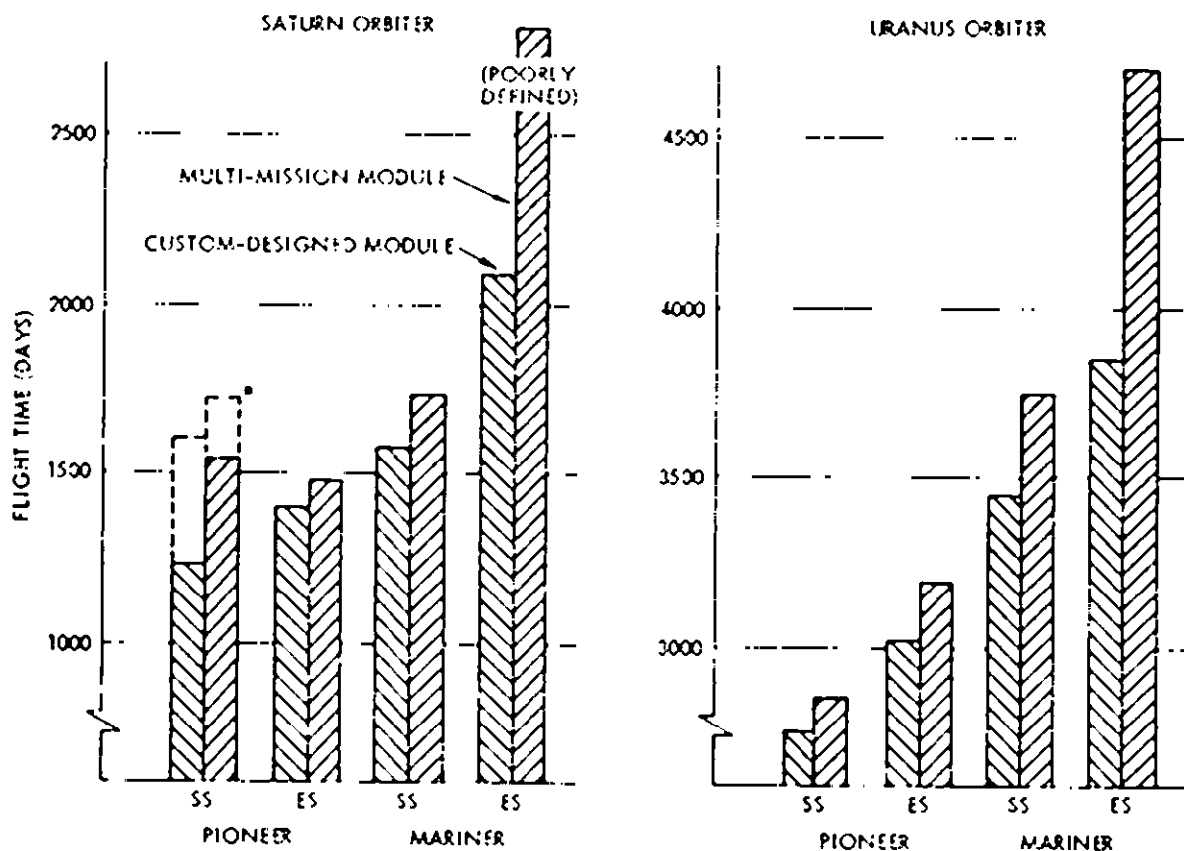 SATURN ORBITER
(POORLY
DEFINED)
2500
MULTI-MISSION MODULE
CUSTOM-DESIGNED MODULE
2000
FLIGHT TIME (DAYS)
1500
1000
SS ES SS ES
PIONEER MARINER
URANUS ORBITER
4500
4000
3500
3000
SS ES SS ES
PIONEER MARINER